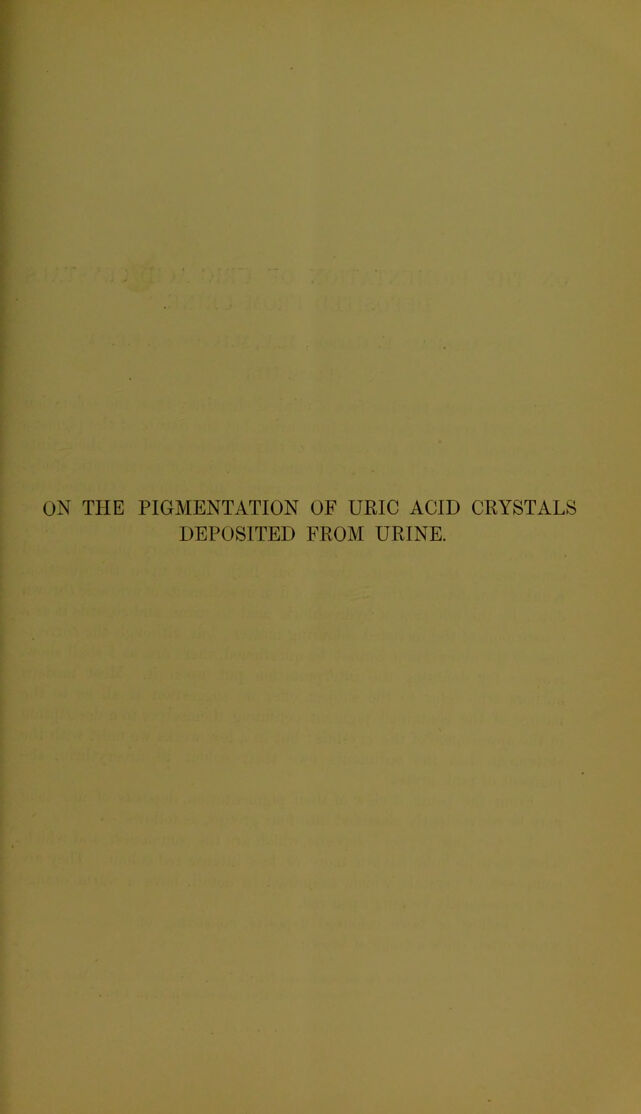 ON THE PIGMENTATION OF URIC ACID CRYSTALS
DEPOSITED FROM URINE.